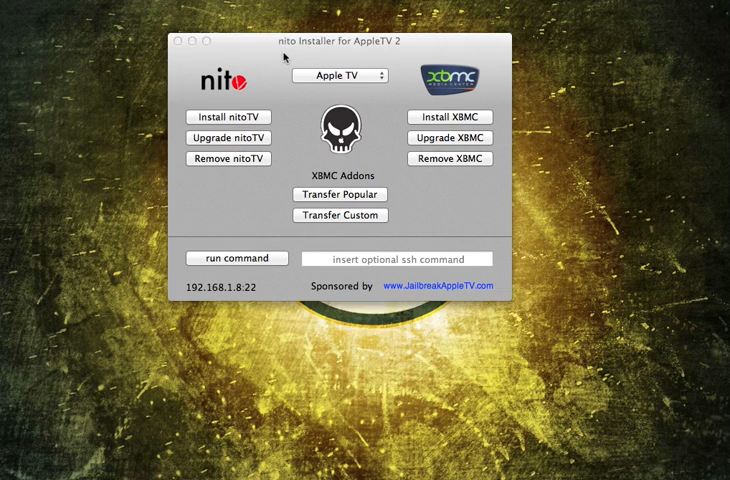 nito Installer for AppleTV 2
nito
Apple TV
xbmc
MEDIA CENTER
Install nitoTV
Install XBMC
Upgrade nitoTV
Upgrade XBMC
Remove nitoTV
Remove XBMC
XBMC Addons
Transfer Popular
Transfer Custom
run command
insert optional ssh command
192.168.1.8:22
Sponsored by
www.JailbreakAppleTV.com